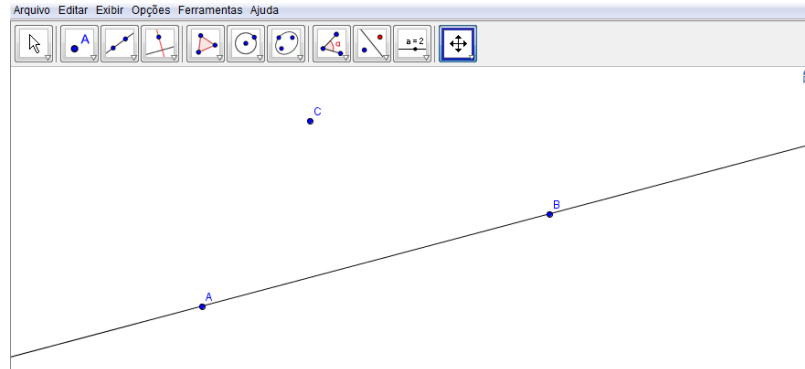 Arquivo Editar Exibir Opções Ferramentas Ajuda
A
α
a = 2
C
B
A